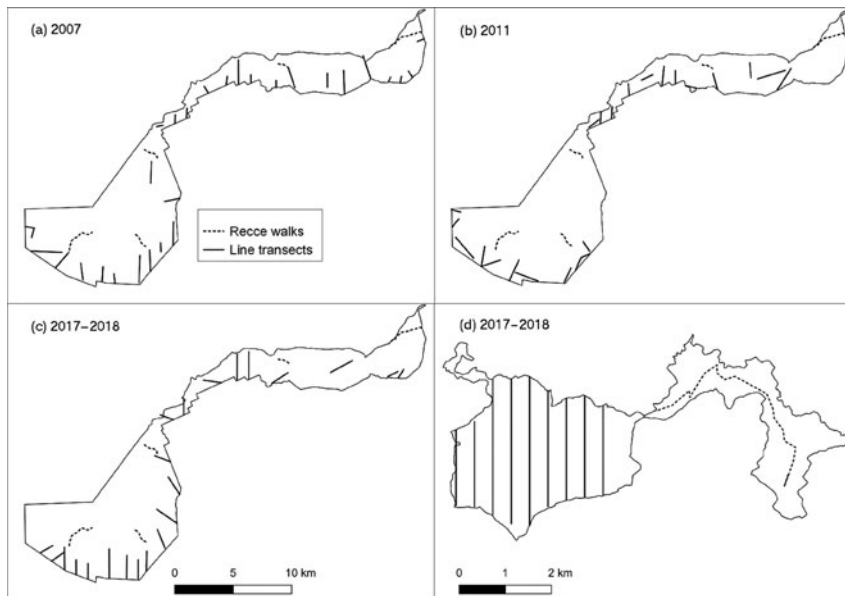 (a) 2007
(b) 2011
Recce walks
Line transects
(c) 2017–2018
(d) 2017–2018
0 5 10 km
0 1 2 km